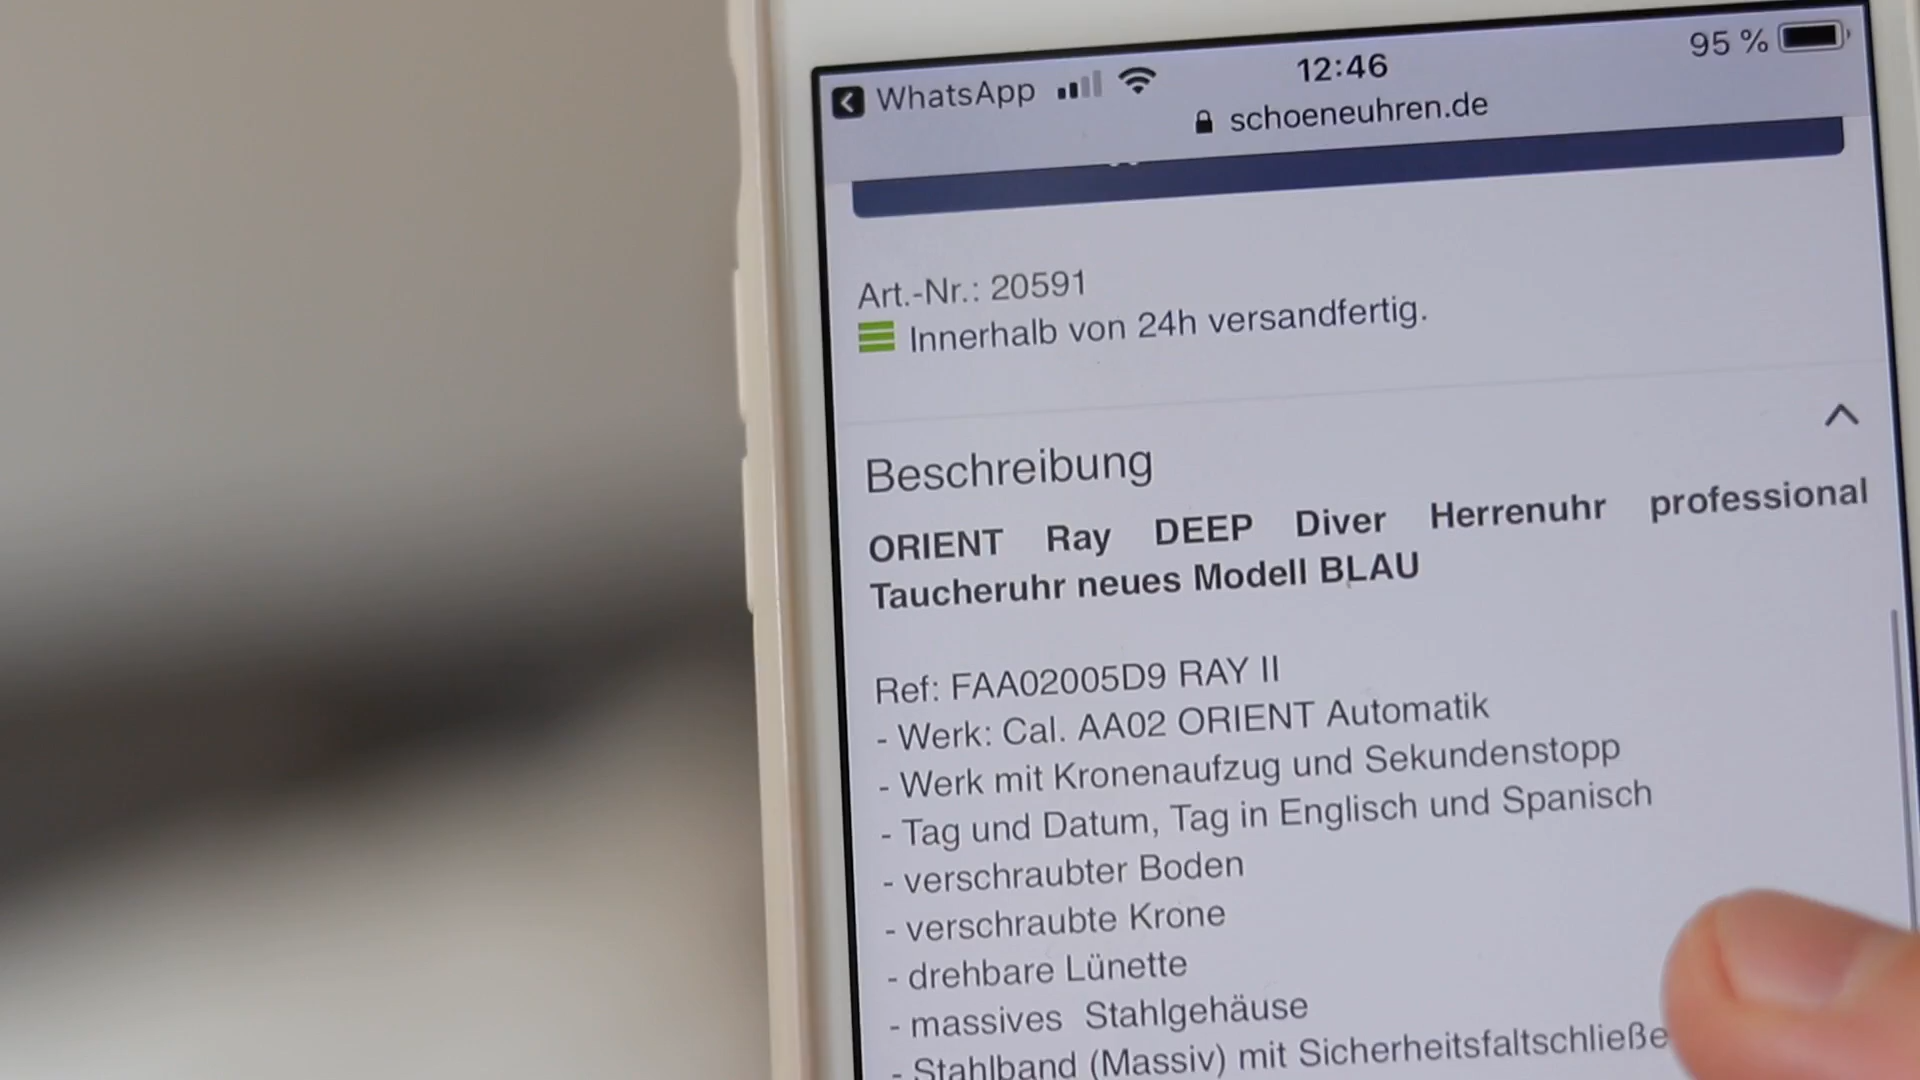 WhatsApp 12:46 95 %
schoeneuhren.de
Art.-Nr.: 20591
Innerhalb von 24h versandfertig.
Beschreibung
ORIENT Ray DEEP Diver Herrenuhr professional
Taucheruhr neues Modell BLAU
Ref: FAA02005D9 RAY II
- Werk: Cal. AA02 ORIENT Automatik
- Werk mit Kronenaufzug und Sekundenstopp
- Tag und Datum, Tag in Englisch und Spanisch
- verschraubter Boden
- verschraubte Krone
- drehbare Lünette
- massives Stahlgehäuse
- Stahlband (Massiv) mit Sicherheitsfaltschließe